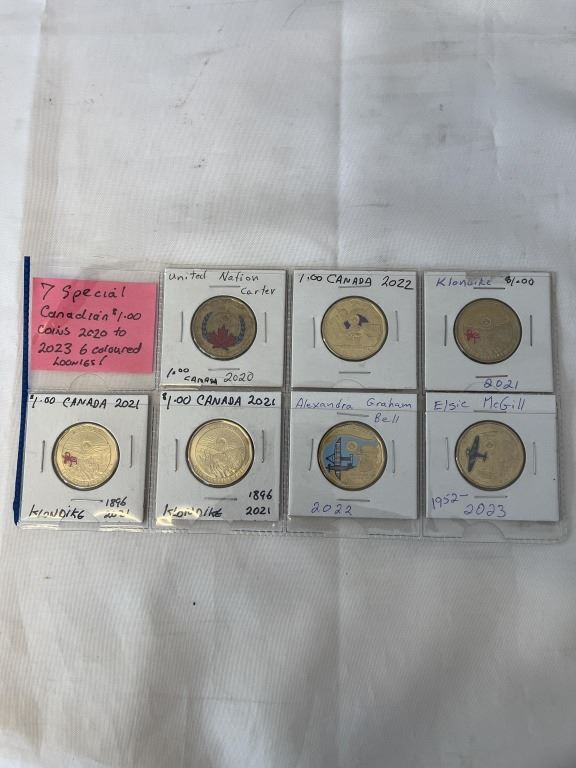 7 Special
Canadian $1.00
Coins 2020 to
2023 6 coloured
Loonies!
United Nation
Carter
1.00
CANADA 2020
1.00 CANADA 2022
Klondike $1.00
2021
$1.00 CANADA 2021
1896
KLONDIKE 2021
$1.00 CANADA 2021
1896
KLONDIKE 2021
Alexandra Graham
Bell
2022
Elsie McGill
1952-
2023